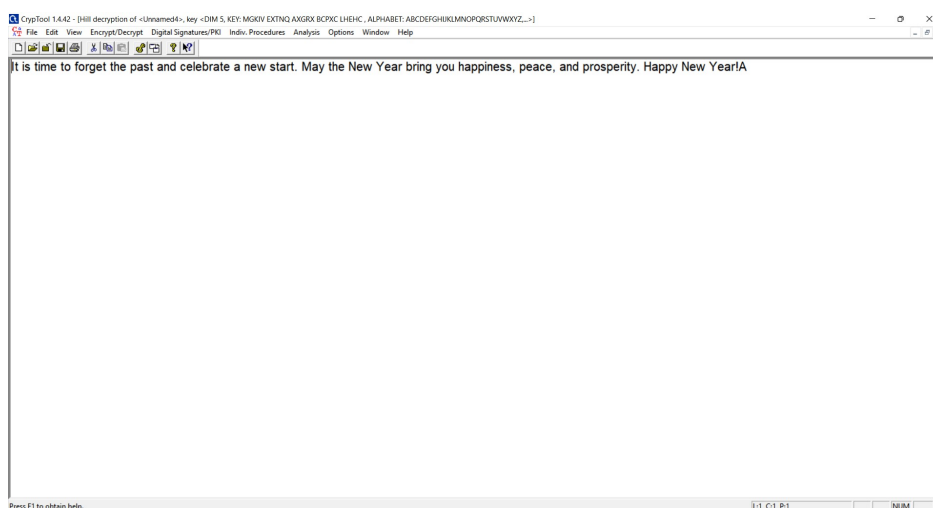 CrypTool 1.4.42 - [Hill decryption of <Unnamed4>, key <DIM 5, KEY: MGKIV EXTNQ AXGRX BCPXC LHEHC , ALPHABET: ABCDEFGHIJKLMNOPQRSTUVWXYZ,...>]
File Edit View Encrypt/Decrypt Digital Signatures/PKI Indiv. Procedures Analysis Options Window Help
It is time to forget the past and celebrate a new start. May the New Year bring you happiness, peace, and prosperity. Happy New Year!A
Press F1 to obtain help. L:1 C:1 P:1 NUM